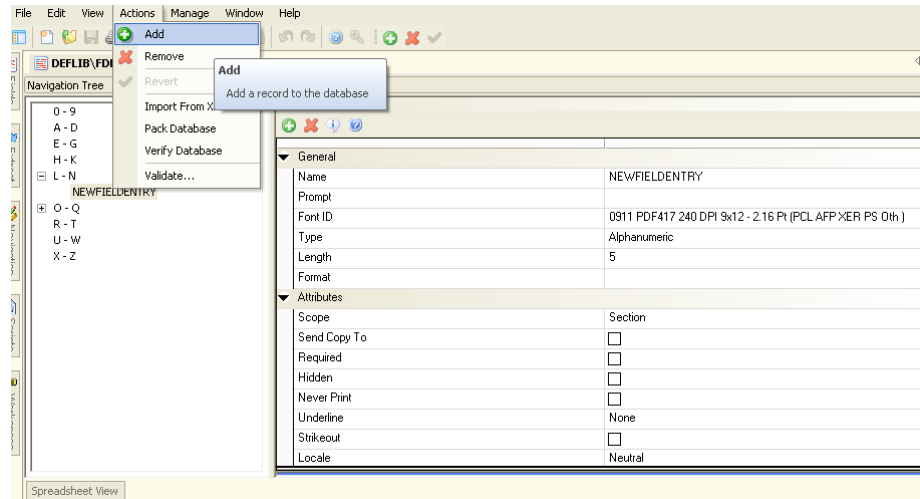 File Edit View Actions Manage Window Help
Add
Remove
Revert
Import From X
Pack Database
Verify Database
Validate...
Add
Add a record to the database
DEFLIB\FD
Navigation Tree
0 - 9
A - D
E - G
H - K
L - N
NEWFIELDENTRY
O - Q
R - T
U - W
X - Z
General
Name NEWFIELDENTRY
Prompt
Font ID 0911 PDF417 240 DPI 9x12 - 2.16 Pt (PCL AFP XER PS Oth )
Type Alphanumeric
Length 5
Format
Attributes
Scope Section
Send Copy To
Required
Hidden
Never Print
Underline None
Strikeout
Locale Neutral
Spreadsheet View